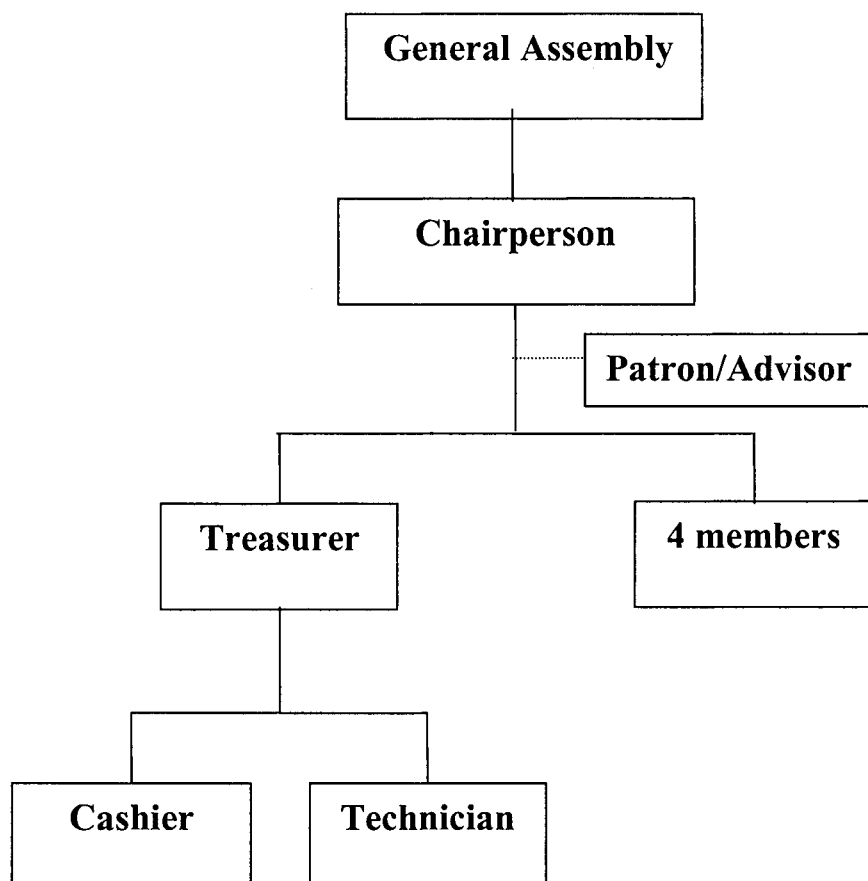 General Assembly
Chairperson
Patron/Advisor
Treasurer
4 members
Cashier
Technician